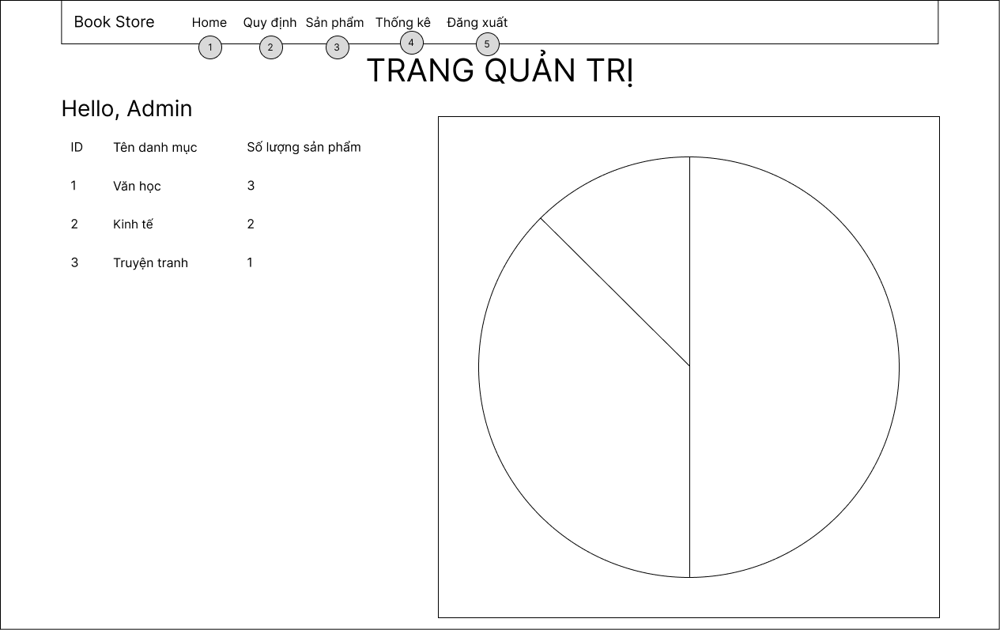 Book Store Home Quy định Sản phẩm Thống kê Đăng xuất
1 2 3 4 5
TRANG QUẢN TRỊ
Hello, Admin
ID Tên danh mục Số lượng sản phẩm
1 Văn học 3
2 Kinh tế 2
3 Truyện tranh 1